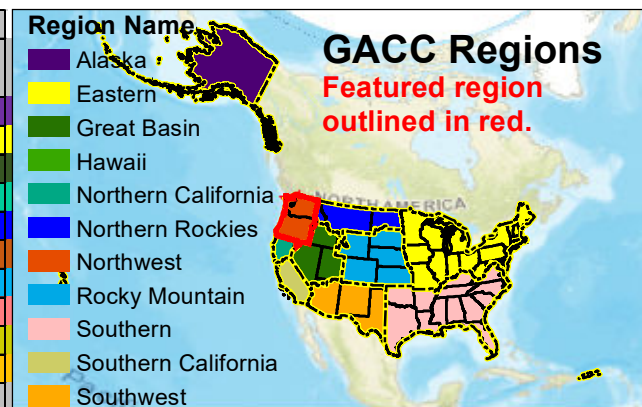 Region Name
Alaska
Eastern
Great Basin
Hawaii
Northern California
Northern Rockies
Northwest
Rocky Mountain
Southern
Southern California
Southwest
GACC Regions
Featured region
outlined in red.
NORTH AMERICA